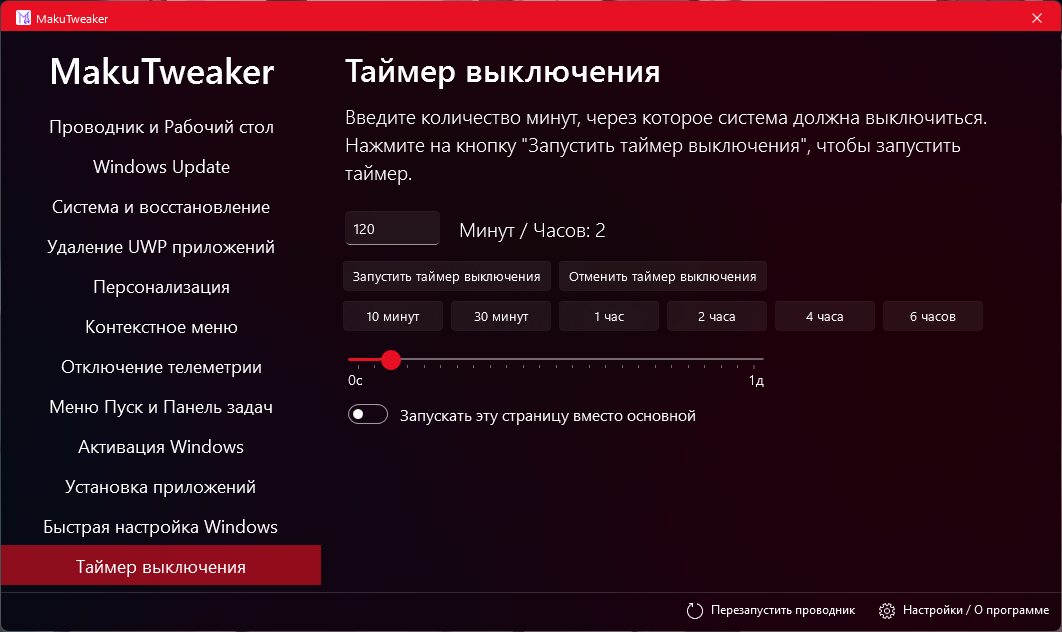 MakuTweaker
MakuTweaker
Проводник и Рабочий стол
Windows Update
Система и восстановление
Удаление UWP приложений
Персонализация
Контекстное меню
Отключение телеметрии
Меню Пуск и Панель задач
Активация Windows
Установка приложений
Быстрая настройка Windows
Таймер выключения
Таймер выключения
Введите количество минут, через которое система должна выключиться.
Нажмите на кнопку "Запустить таймер выключения", чтобы запустить
таймер.
120 Минут / Часов: 2
Запустить таймер выключения Отменить таймер выключения
10 минут 30 минут 1 час 2 часа 4 часа 6 часов
0с 1д
Запускать эту страницу вместо основной
Перезапустить проводник Настройки / О программе